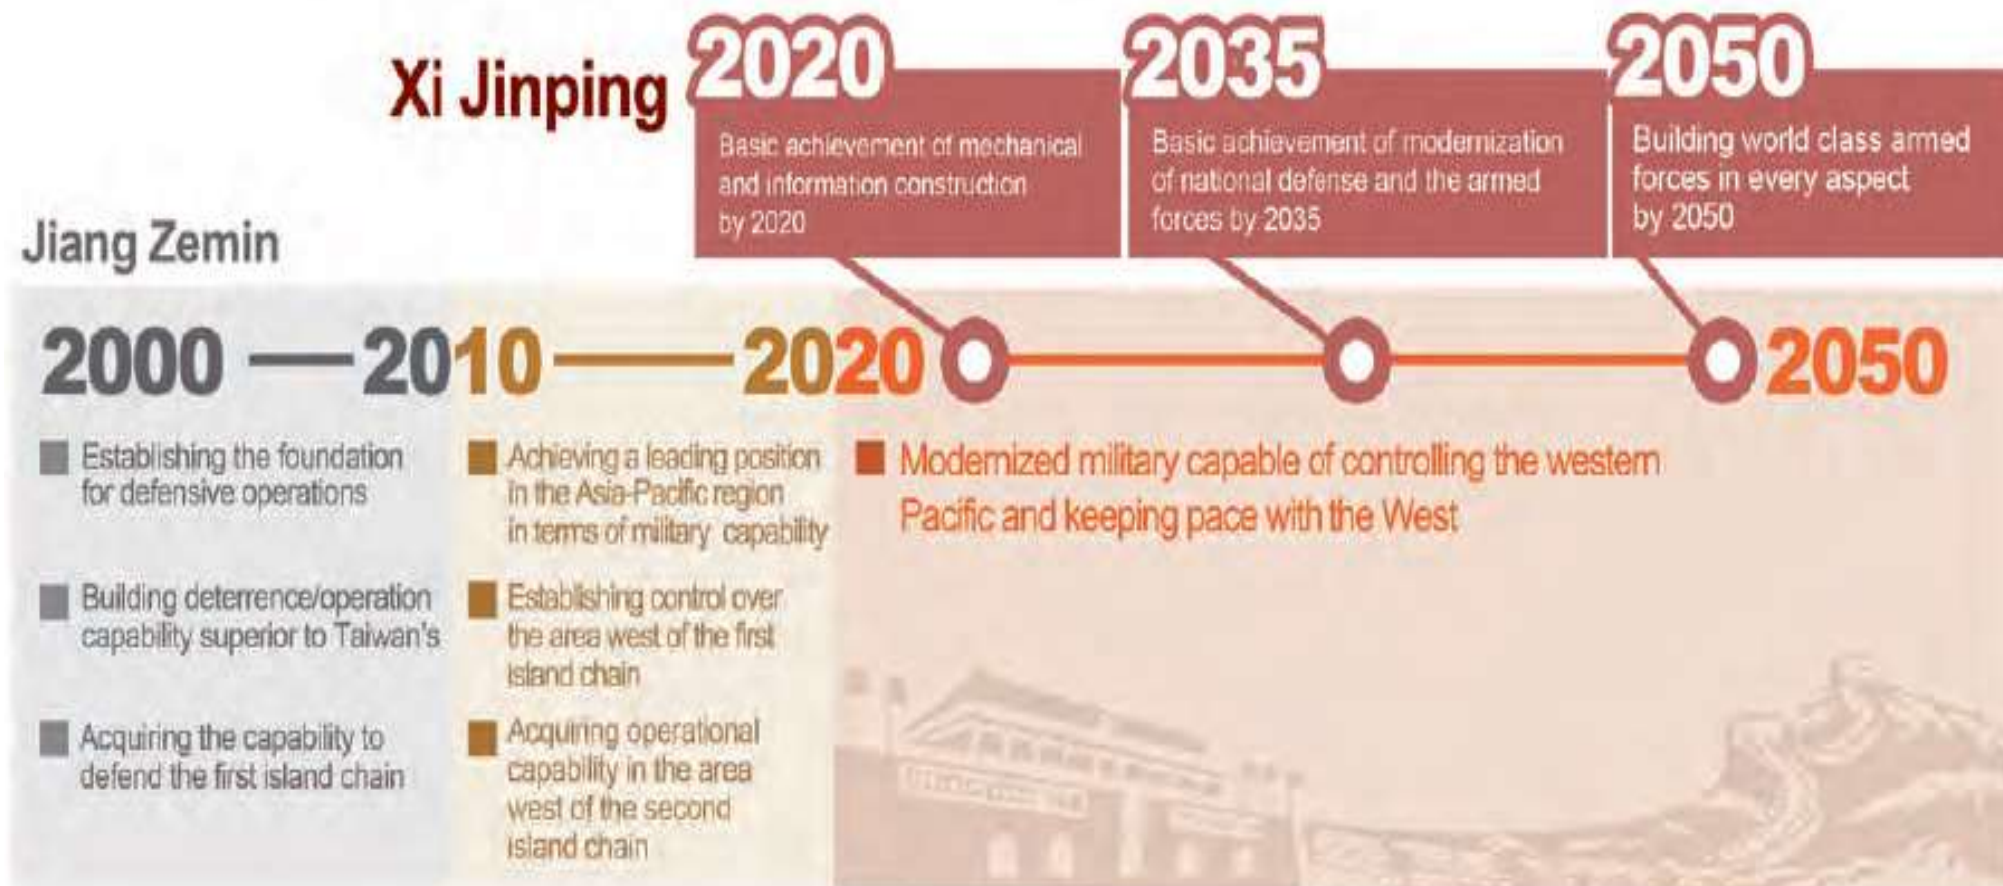 Xi Jinping
2020
Basic achievement of mechanical
and information construction
by 2020
2035
Basic achievement of modernization
of national defense and the armed
forces by 2035
2050
Building world class armed
forces in every aspect
by 2050
Jiang Zemin
2000 — 2010 — 2020 2050
Establishing the foundation
for defensive operations
Building deterrence/operation
capability superior to Taiwan's
Acquiring the capability to
defend the first island chain
Achieving a leading position
in the Asia-Pacific region
in terms of military capability
Establishing control over
the area west of the first
island chain
Acquiring operational
capability in the area
west of the second
island chain
Modernized military capable of controlling the western
Pacific and keeping pace with the West